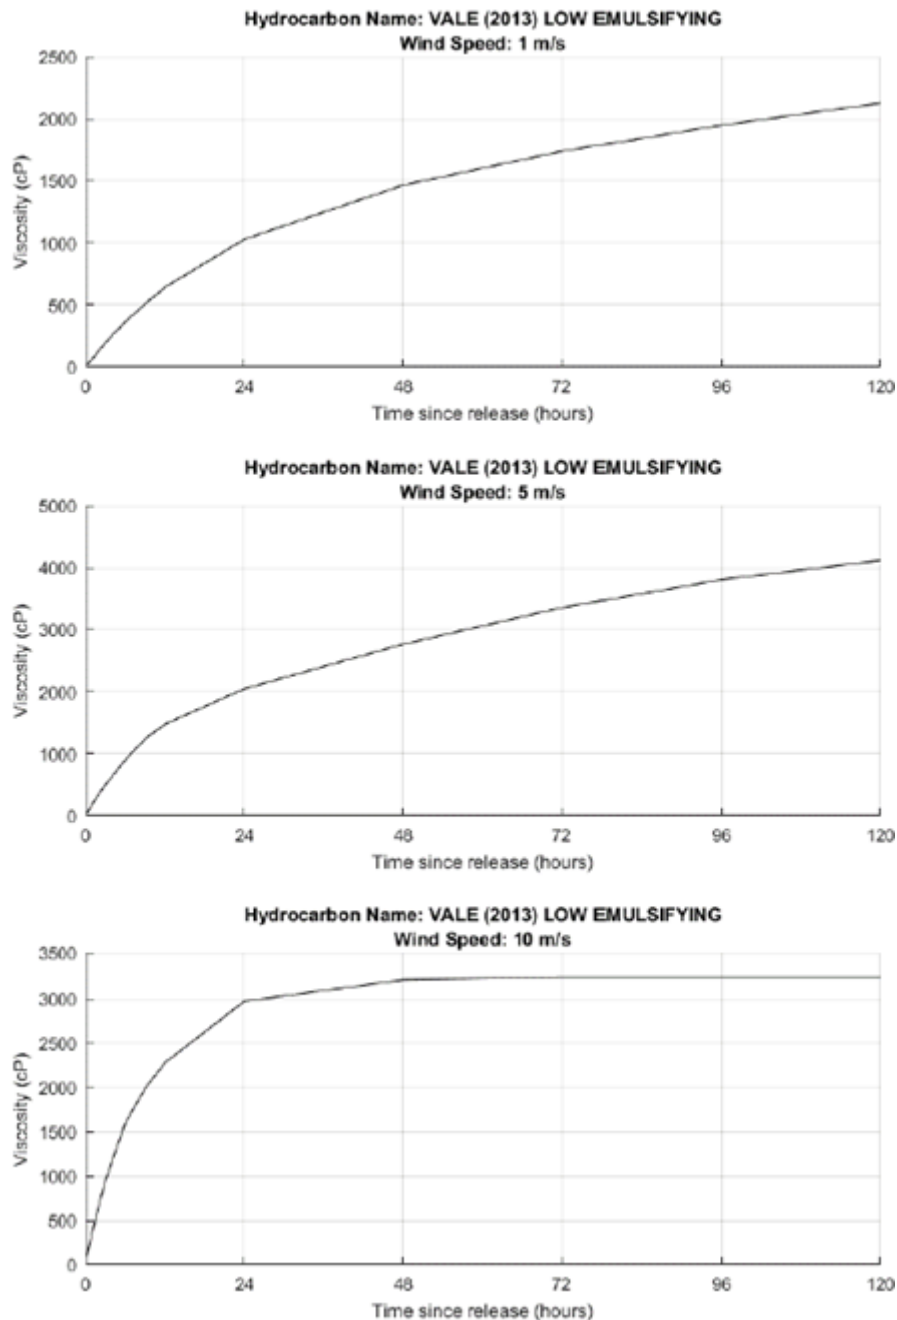 Hydrocarbon Name: VALE (2013) LOW EMULSIFYING
Wind Speed: 1 m/s
2500
2000
1500
1000
500
0
Viscosity (cP)
0 24 48 72 96 120
Time since release (hours)
Hydrocarbon Name: VALE (2013) LOW EMULSIFYING
Wind Speed: 5 m/s
5000
4000
3000
2000
1000
0
Viscosity (cP)
0 24 48 72 96 120
Time since release (hours)
Hydrocarbon Name: VALE (2013) LOW EMULSIFYING
Wind Speed: 10 m/s
3500
3000
2500
2000
1500
1000
500
0
Viscosity (cP)
0 24 48 72 96 120
Time since release (hours)